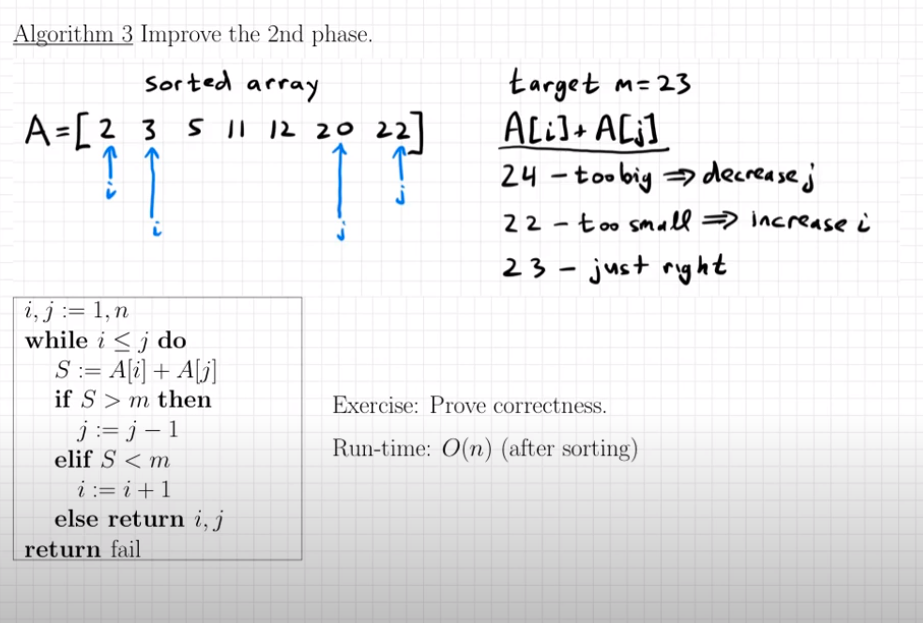 Algorithm 3 Improve the 2nd phase.
sorted array
A=[2 3 5 11 12 20 22]
i
j
i
j
target m=23
A[i]+A[j]
24 - too big ⇒ decrease j
22 - too small ⇒ increase i
23 - just right
i, j := 1, n
while i ≤ j do
S := A[i] + A[j]
if S > m then
j := j − 1
elif S < m
i := i + 1
else return i, j
return fail
Exercise: Prove correctness.
Run-time: O(n) (after sorting)